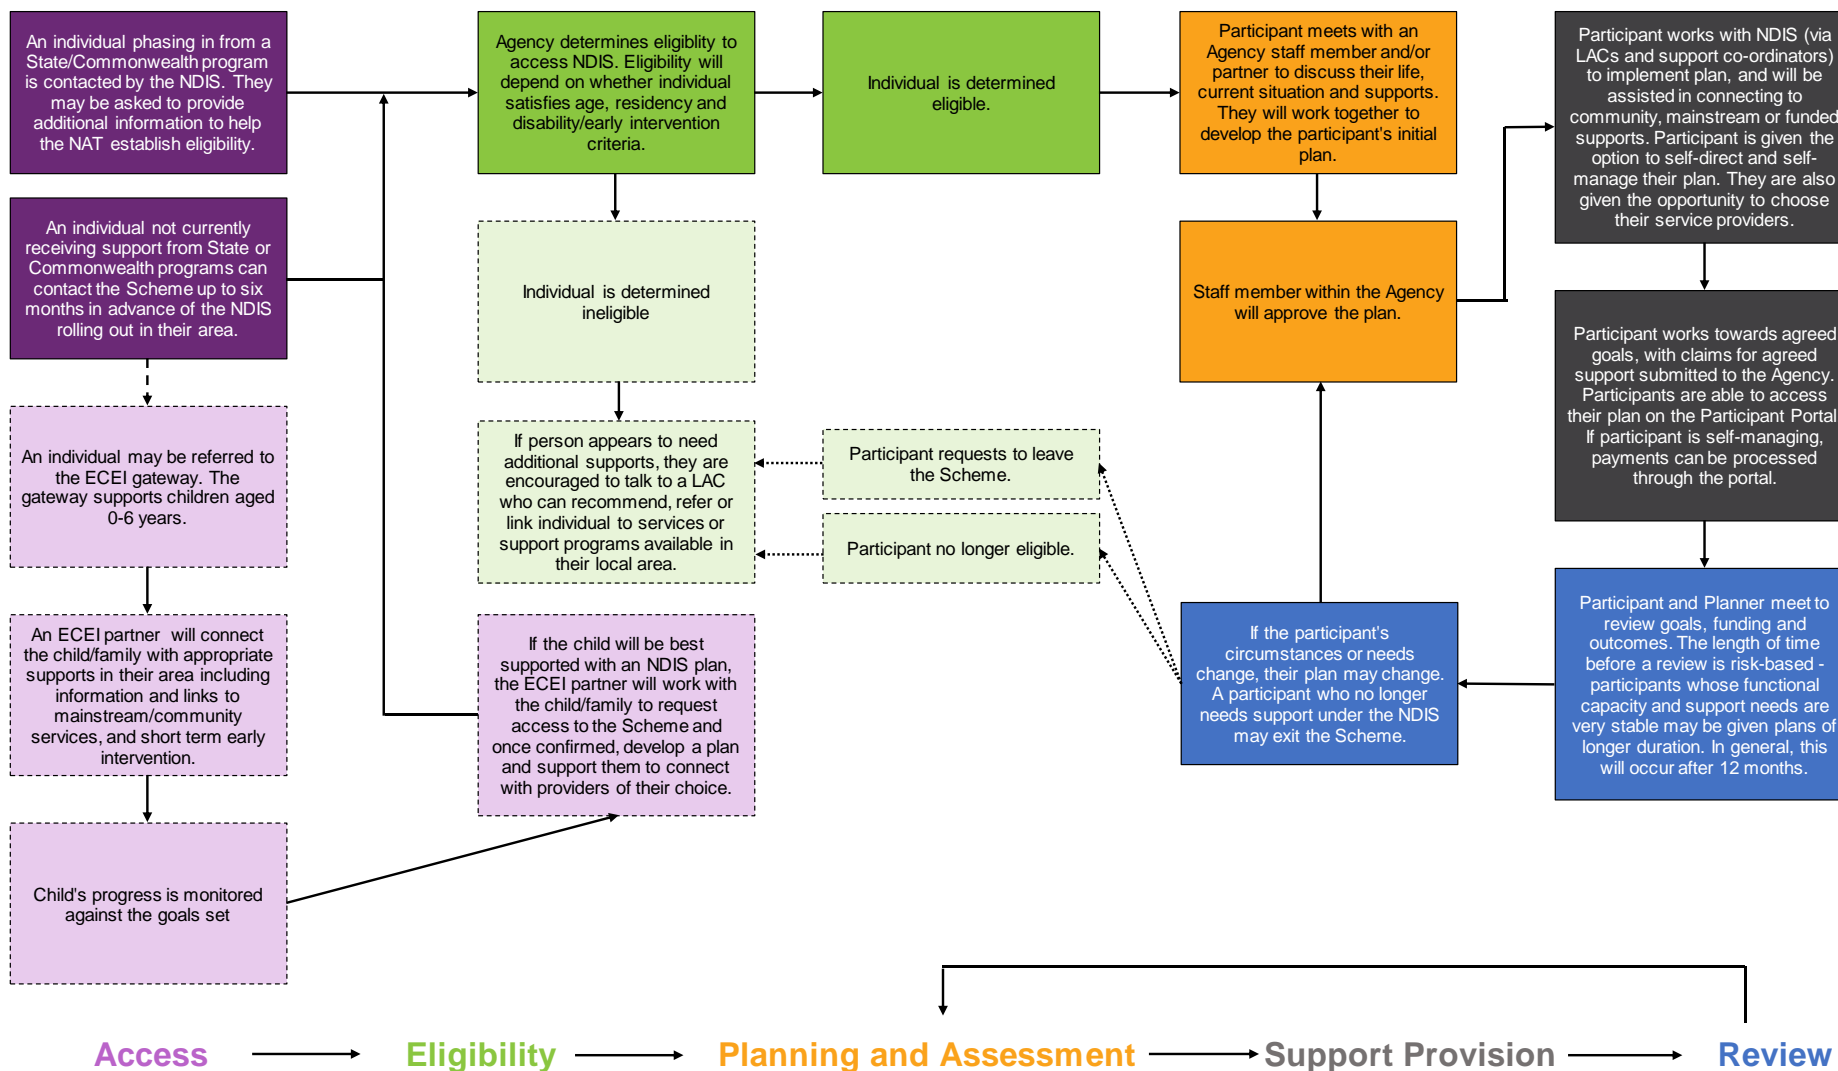 An individual phasing in from a
State/Commonwealth program
is contacted by the NDIS. They
may be asked to provide
additional information to help
the NAT establish eligibility.
An individual not currently
receiving support from State or
Commonwealth programs can
contact the Scheme up to six
months in advance of the NDIS
rolling out in their area.
An individual may be referred to
the ECEI gateway. The
gateway supports children aged
0-6 years.
An ECEI partner will connect
the child/family with appropriate
supports in their area including
information and links to
mainstream/community
services, and short term early
intervention.
Child's progress is monitored
against the goals set
Agency determines eligiblity to
access NDIS. Eligibility will
depend on whether individual
satisfies age, residency and
disability/early intervention
criteria.
Individual is determined
ineligible
If person appears to need
additional supports, they are
encouraged to talk to a LAC
who can recommend, refer or
link individual to services or
support programs available in
their local area.
If the child will be best
supported with an NDIS plan,
the ECEI partner will work with
the child/family to request
access to the Scheme and
once confirmed, develop a plan
and support them to connect
with providers of their choice.
Individual is determined
eligible.
Participant requests to leave
the Scheme.
Participant no longer eligible.
Participant meets with an
Agency staff member and/or
partner to discuss their life,
current situation and supports.
They will work together to
develop the participant's initial
plan.
Staff member within the Agency
will approve the plan.
If the participant's
circumstances or needs
change, their plan may change.
A participant who no longer
needs support under the NDIS
may exit the Scheme.
Participant works with NDIS (via
LACs and support co-ordinators)
to implement plan, and will be
assisted in connecting to
community, mainstream or funded
supports. Participant is given the
option to self-direct and self-
manage their plan. They are also
given the opportunity to choose
their service providers.
Participant works towards agreed
goals, with claims for agreed
support submitted to the Agency.
Participants are able to access
their plan on the Participant Portal
If participant is self-managing,
payments can be processed
through the portal.
Participant and Planner meet to
review goals, funding and
outcomes. The length of time
before a review is risk-based -
participants whose functional
capacity and support needs are
very stable may be given plans of
longer duration. In general, this
will occur after 12 months.
Access
Eligibility
Planning and Assessment
Support Provision
Review